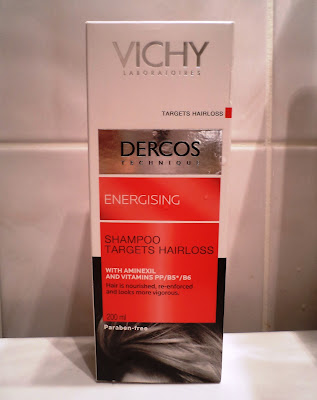 VICHY
LABORATOIRES
TARGETS HAIRLOSS
DERCOS
TECHNIQUE
ENERGISING
SHAMPOO
TARGETS HAIRLOSS
WITH AMINEXIL
AND VITAMINS PP/B5*/B6
Hair is nourished, re-enforced
and looks more vigorous.
200 ml
Paraben-free